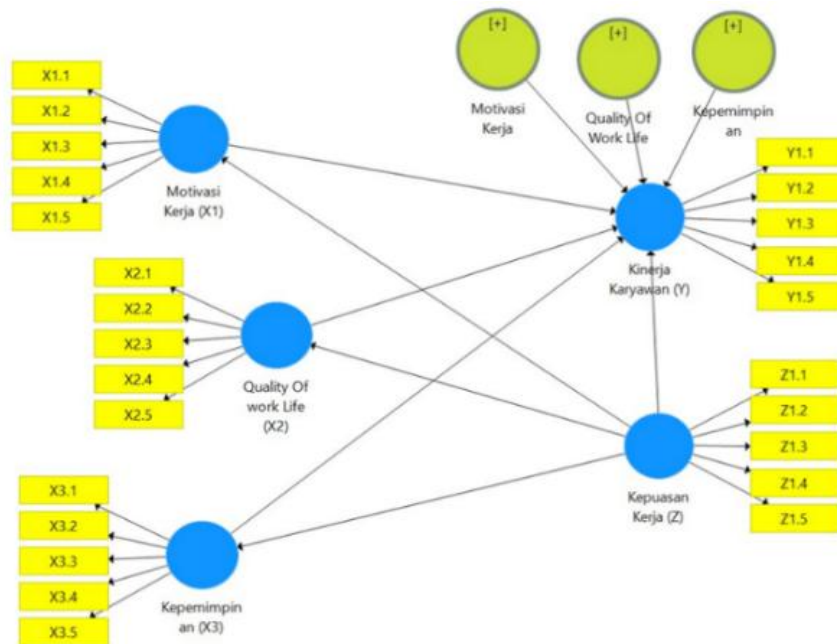 [+]
[+]
[+]
Motivasi
Kerja
Quality Of
Work Life
Kepemimpin
an
X1.1
X1.2
X1.3
X1.4
X1.5
Motivasi
Kerja (X1)
Y1.1
Y1.2
Y1.3
Y1.4
Y1.5
Kinerja
Karyawan (Y)
X2.1
X2.2
X2.3
X2.4
X2.5
Quality Of
work Life
(X2)
Z1.1
Z1.2
Z1.3
Z1.4
Z1.5
Kepuasan
Kerja (Z)
X3.1
X3.2
X3.3
X3.4
X3.5
Kepemimpin
an (X3)